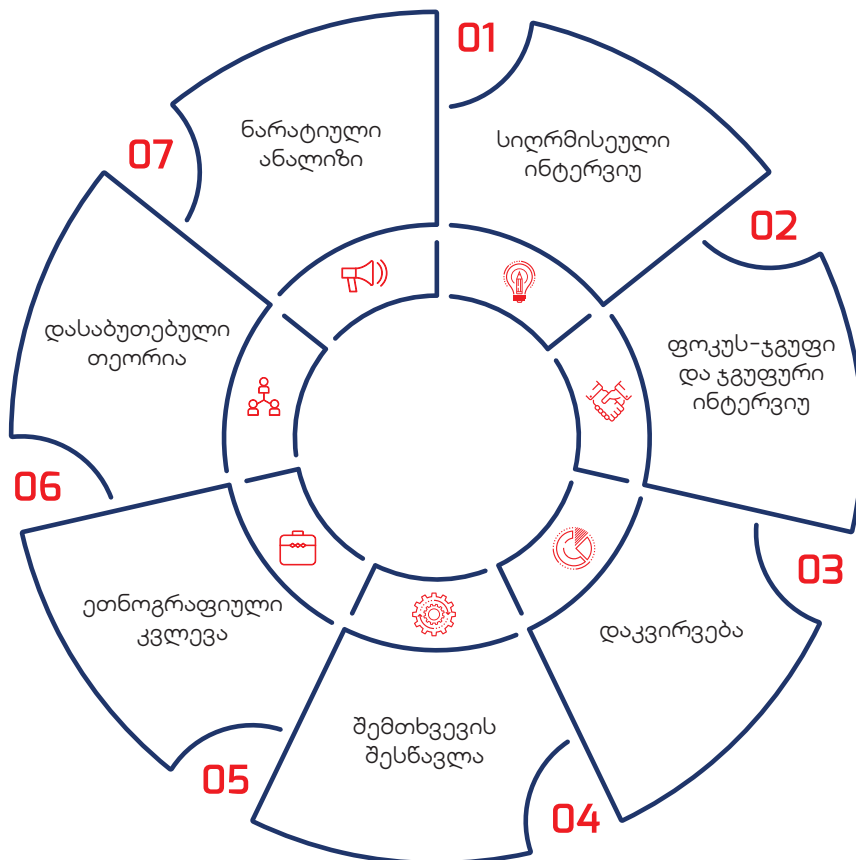 01
სიღრმისეული
ინტერვიუ
02
ფოკუს-ჯგუფი
და ჯგუფური
ინტერვიუ
03
დაკვირვება
04
შემთხვევის
შესწავლა
05
ეთნოგრაფიული
კვლევა
06
დასაბუთებული
თეორია
07
ნარატიული
ანალიზი